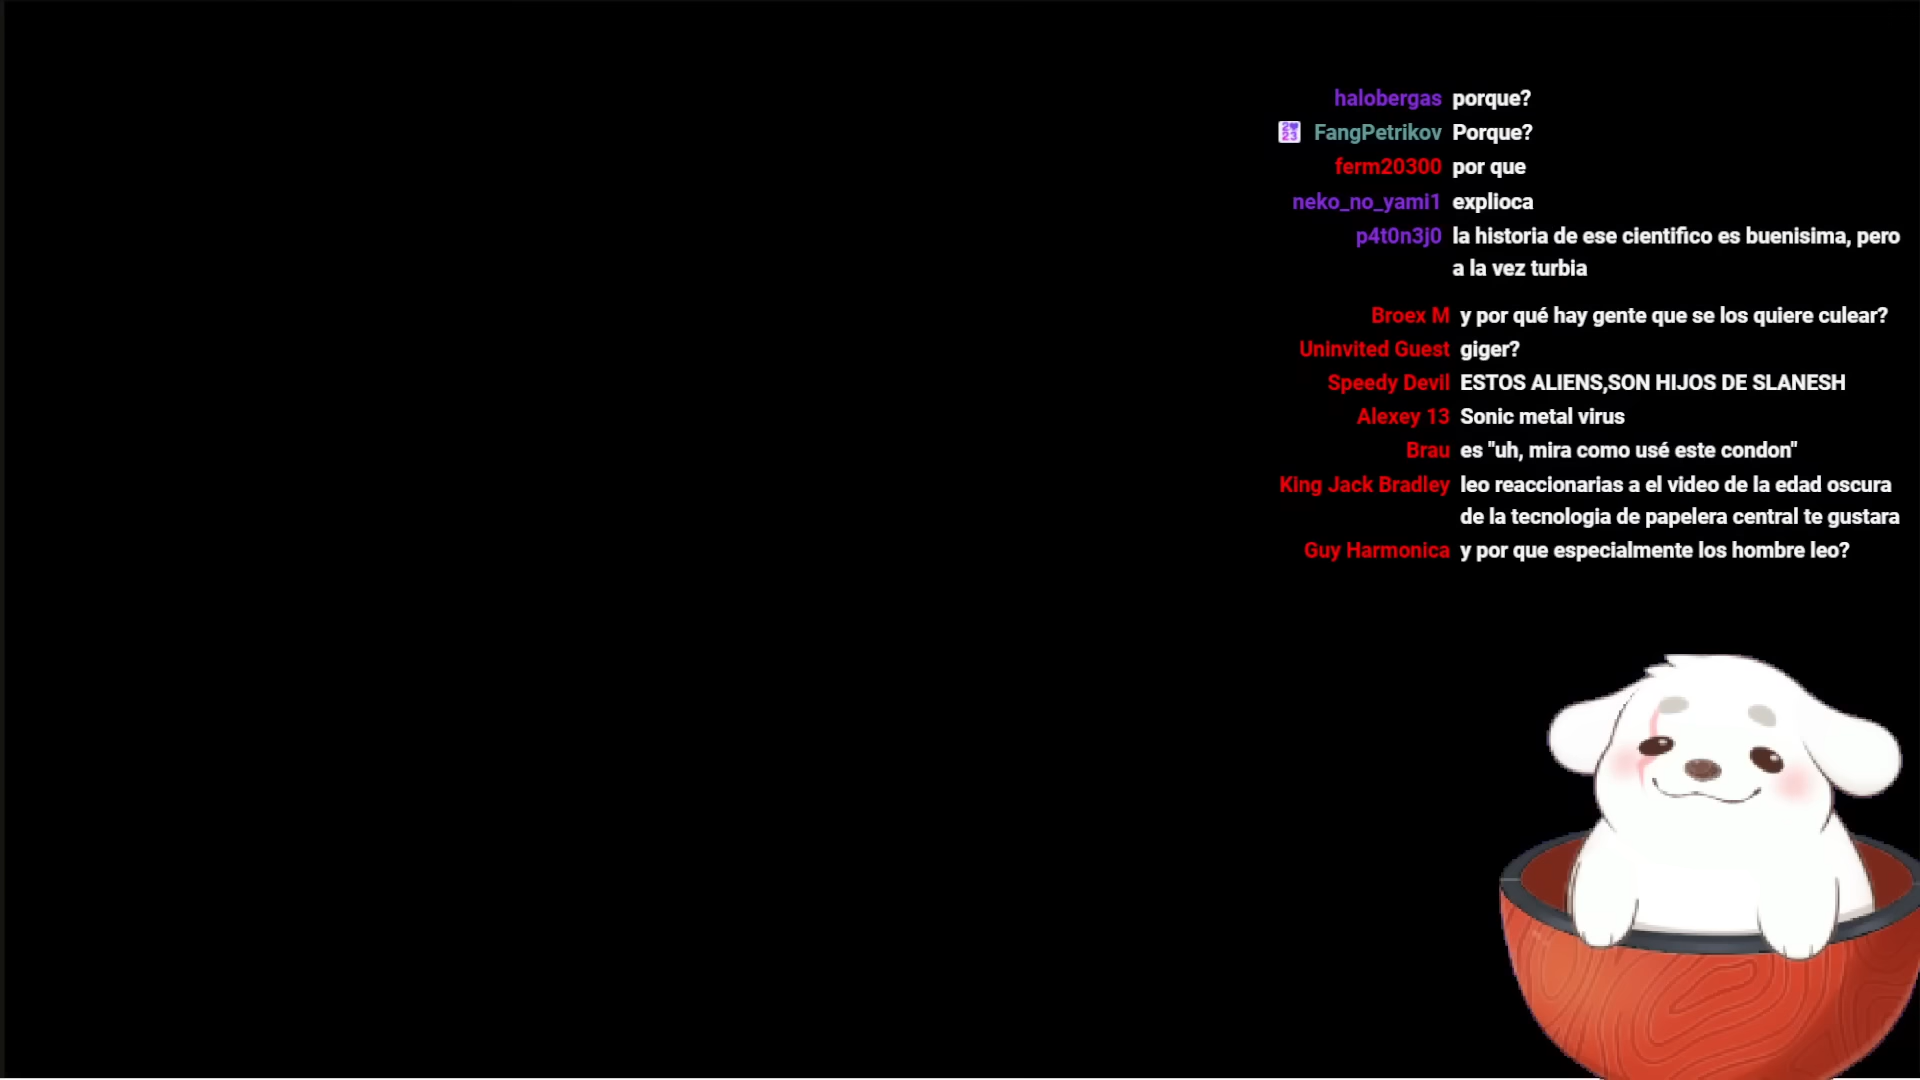 halobergas porque?
FangPetrikov Porque?
ferm20300 por que
neko_no_yami1 explioca
p4t0n3j0 la historia de ese cientifico es buenisima, pero
a la vez turbia
Broex M y por qué hay gente que se los quiere culear?
Uninvited Guest giger?
Speedy Devil ESTOS ALIENS,SON HIJOS DE SLANESH
Alexey 13 Sonic metal virus
Brau es "uh, mira como usé este condon"
King Jack Bradley leo reaccionarias a el video de la edad oscura
de la tecnologia de papelera central te gustara
Guy Harmonica y por que especialmente los hombre leo?